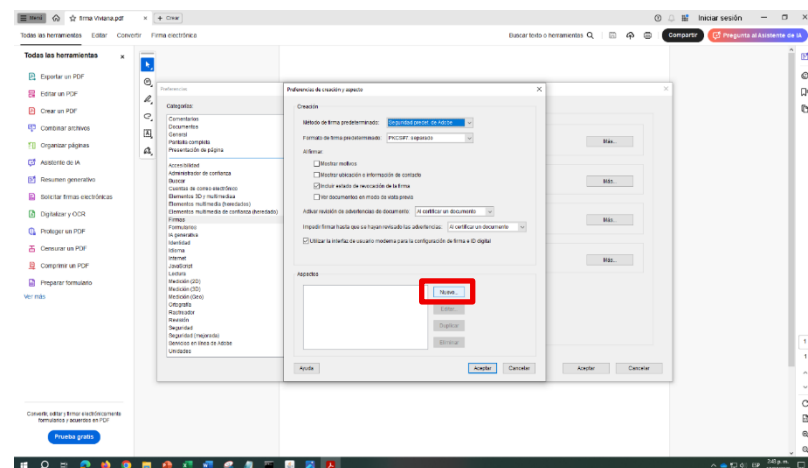 Menú
firma Viviana.pdf
×
+ Crear
Iniciar sesión
Todas las herramientas
Editar
Convertir
Firma electrónica
Buscar texto o herramientas
Compartir
Pregunta al Asistente de IA
Todas las herramientas
×
Exportar un PDF
Editar un PDF
Crear un PDF
Combinar archivos
Organizar páginas
Asistente de IA
Resumen generativo
Solicitar firmas electrónicas
Digitalizar y OCR
Proteger un PDF
Censurar un PDF
Comprimir un PDF
Preparar formulario
Ver más
Convertir, editar y firmar electrónicamente
formularios y acuerdos en PDF
Prueba gratis
Preferencias
Categorías:
Comentarios
Documentos
General
Pantalla completa
Presentación de página
Accesibilidad
Administrador de confianza
Buscar
Cuentas de correo electrónico
Elementos 3D y multimedia
Elementos multimedia (heredados)
Elementos multimedia de confianza (heredado)
Firmas
Formularios
IA generativa
Identidad
Idioma
Internet
JavaScript
Lectura
Medición (2D)
Medición (3D)
Medición (Geo)
Ortografía
Rastreador
Revisión
Seguridad
Seguridad (mejorada)
Servicios en línea de Adobe
Unidades
Preferencias de creación y aspecto
Creación
Método de firma predeterminado:
Seguridad predet. de Adobe
Formato de firma predeterminado:
PKCS#7: separado
Al firmar:
Mostrar motivos
Mostrar ubicación e información de contacto
Incluir estado de revocación de la firma
Ver documentos en modo de vista previa
Activar revisión de advertencias de documento:
Al certificar un documento
Impedir firmar hasta que se hayan revisado las advertencias:
Al certificar un documento
Utilizar la interfaz de usuario moderna para la configuración de firma e ID digital
Aspectos
Nuevo...
Editar...
Duplicar
Eliminar
Ayuda
Aceptar
Cancelar
Más...
Más...
Más...
Más...
Aceptar
Cancelar
1
1
ESP
3:43 p. m.